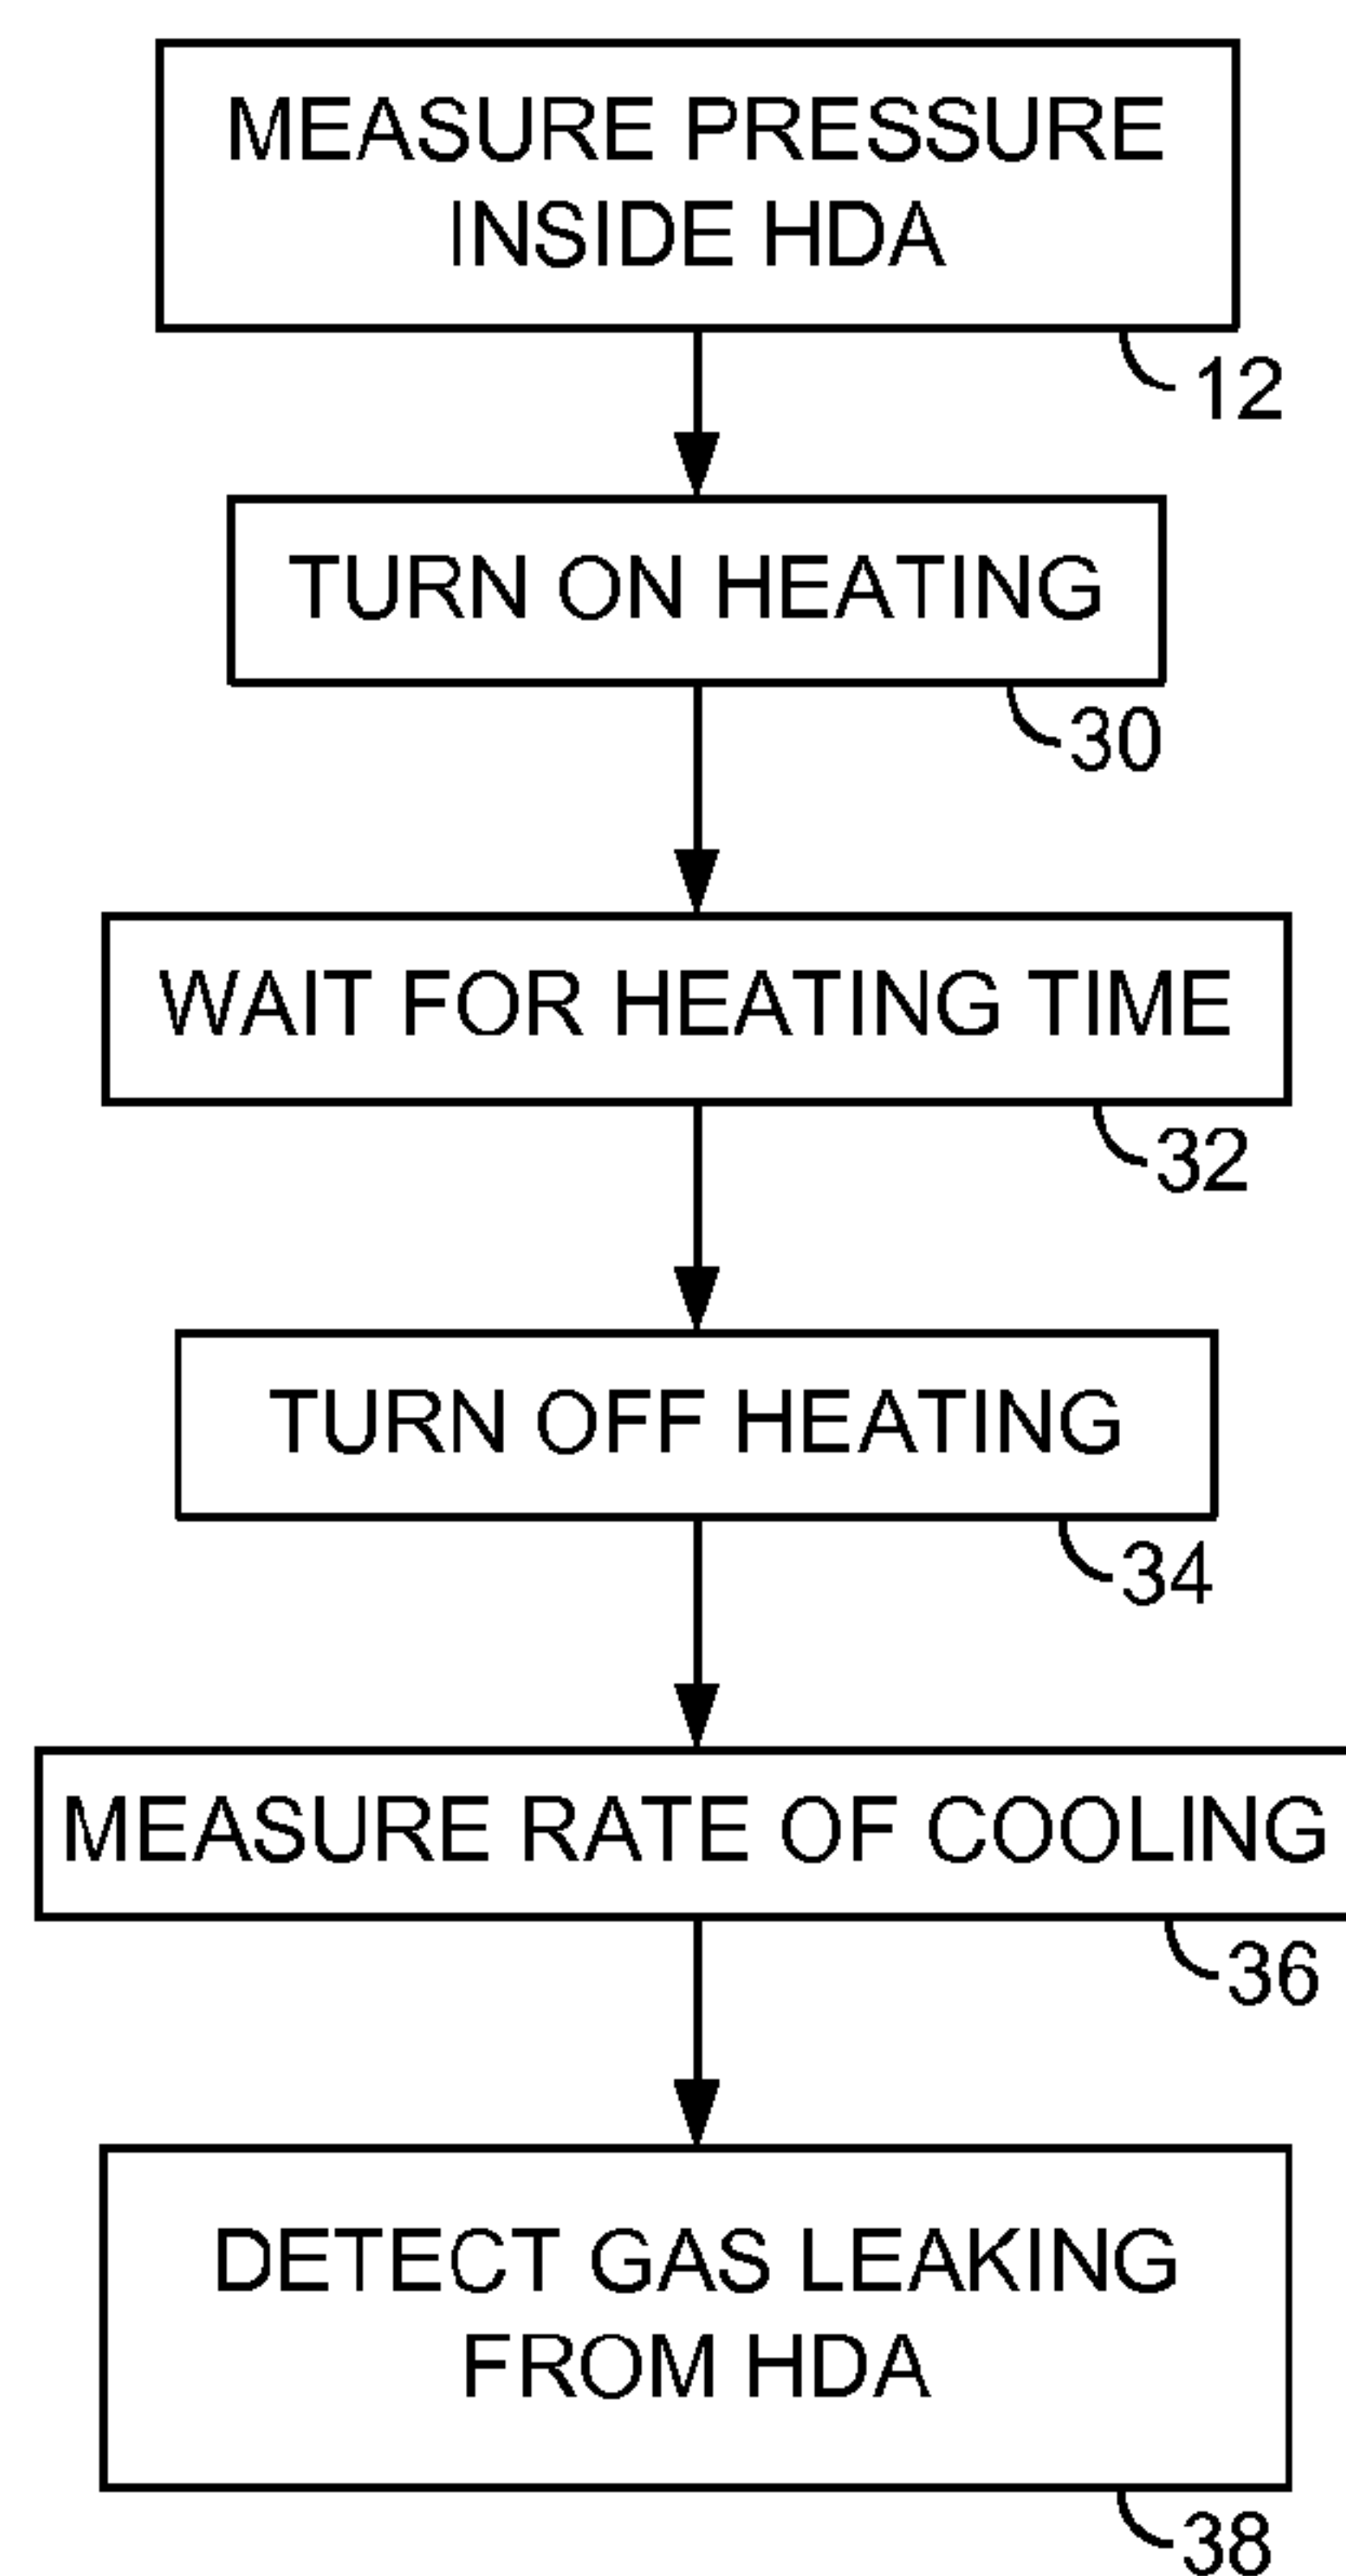 MEASURE PRESSURE
INSIDE HDA
12
TURN ON HEATING
30
WAIT FOR HEATING TIME
32
TURN OFF HEATING
34
MEASURE RATE OF COOLING
36
DETECT GAS LEAKING
FROM HDA
38